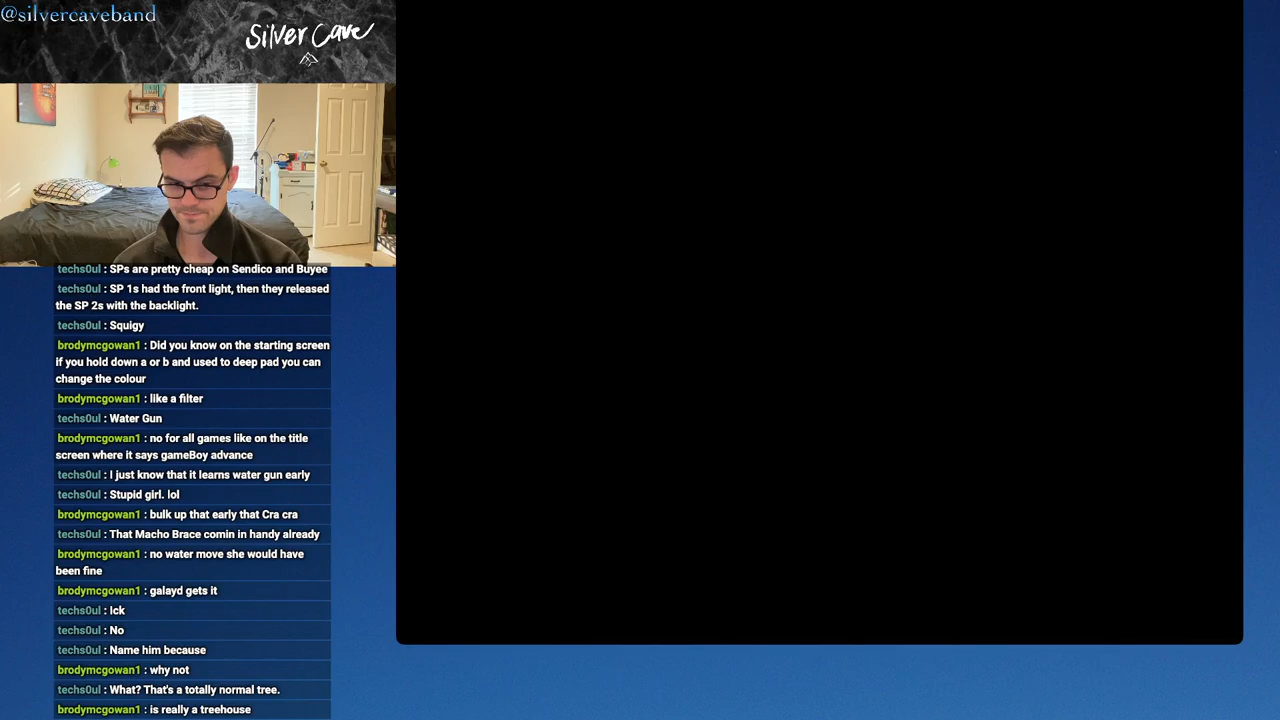 @silvercaveband
Silver Cave
techs0ul : SPs are pretty cheap on Sendico and Buyee
techs0ul : SP 1s had the front light, then they released
the SP 2s with the backlight.
techs0ul : Squigy
brodymcgowan1 : Did you know on the starting screen
if you hold down a or b and used to deep pad you can
change the colour
brodymcgowan1 : like a filter
techs0ul : Water Gun
brodymcgowan1 : no for all games like on the title
screen where it says gameBoy advance
techs0ul : I just know that it learns water gun early
techs0ul : Stupid girl. lol
brodymcgowan1 : bulk up that early that Cra cra
techs0ul : That Macho Brace comin in handy already
brodymcgowan1 : no water move she would have
been fine
brodymcgowan1 : galayd gets it
techs0ul : Ick
techs0ul : No
techs0ul : Name him because
brodymcgowan1 : why not
techs0ul : What? That's a totally normal tree.
brodymcgowan1 : is really a treehouse